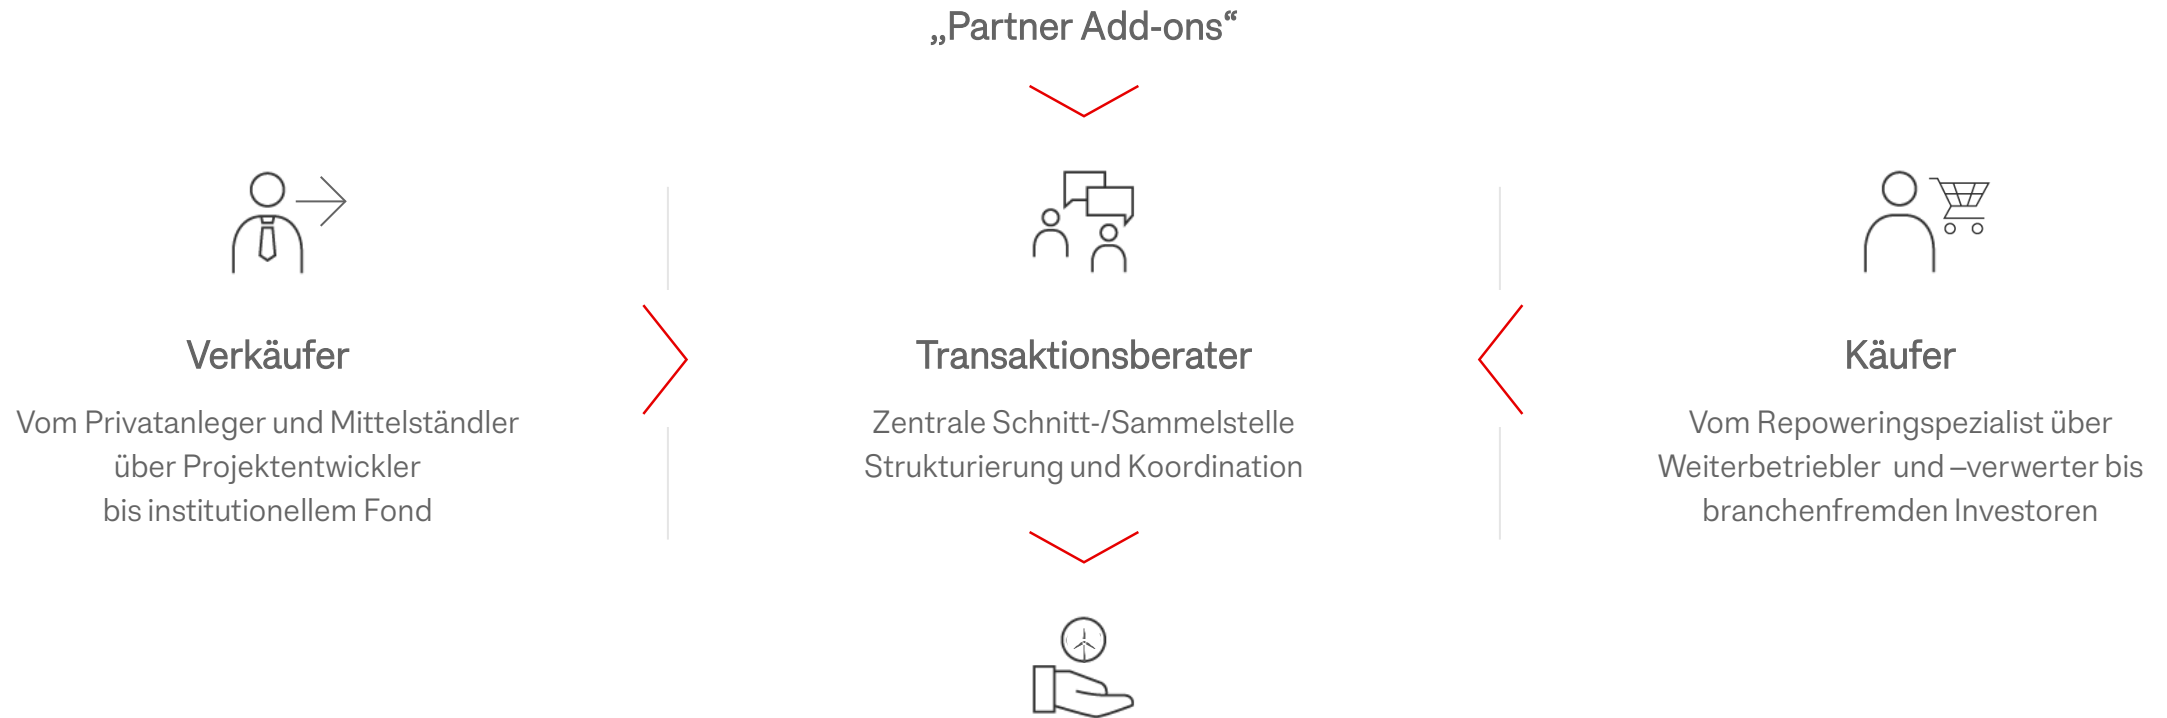 „Partner Add-ons“
Verkäufer
Vom Privatanleger und Mittelständler
über Projektentwickler
bis institutionellem Fond
Transaktionsberater
Zentrale Schnitt-/Sammelstelle
Strukturierung und Koordination
Käufer
Vom Repoweringspezialist über
Weiterbetriebler  und –verwerter bis
branchenfremden Investoren